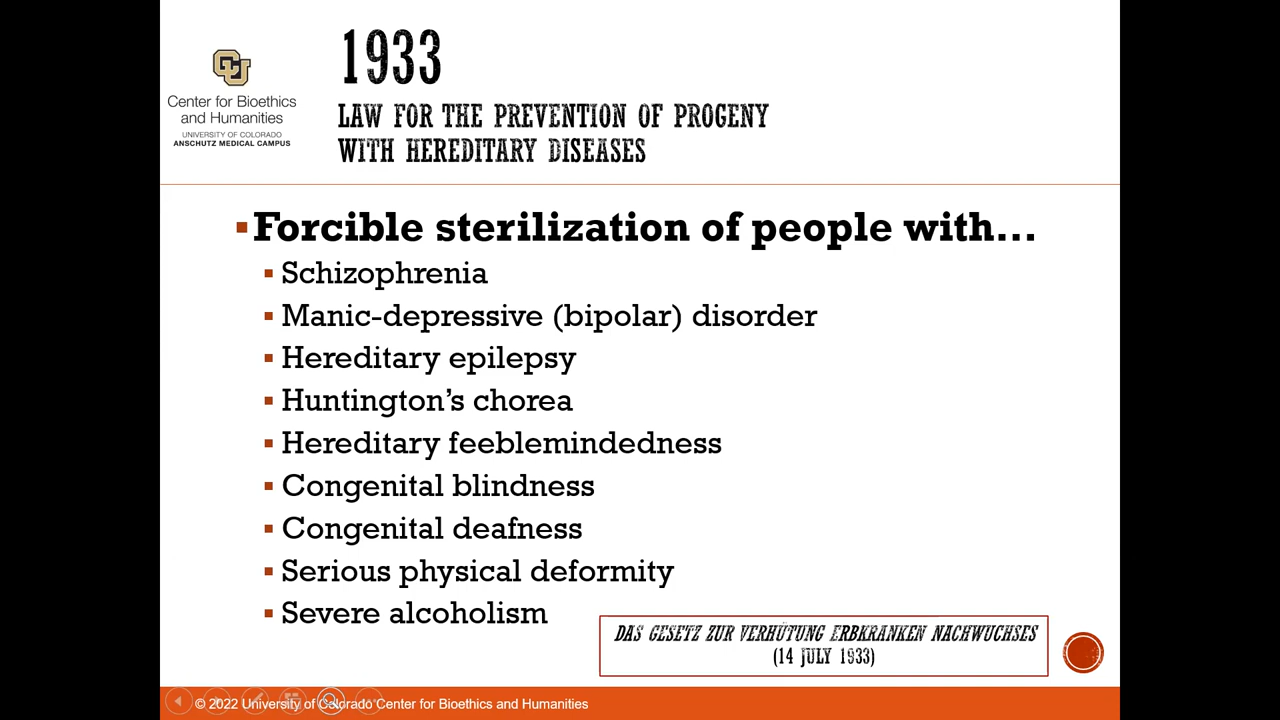 1933
LAW FOR THE PREVENTION OF PROGENY
WITH HEREDITARY DISEASES
CU
Center for Bioethics
and Humanities
UNIVERSITY OF COLORADO
ANSCHUTZ MEDICAL CAMPUS
Forcible sterilization of people with...
Schizophrenia
Manic-depressive (bipolar) disorder
Hereditary epilepsy
Huntington’s chorea
Hereditary feeblemindedness
Congenital blindness
Congenital deafness
Serious physical deformity
Severe alcoholism
DAS GESETZ ZUR VERHÜTUNG ERBKRANKEN NACHWUCHSES
(14 JULY 1933)
© 2022 University of Colorado Center for Bioethics and Humanities